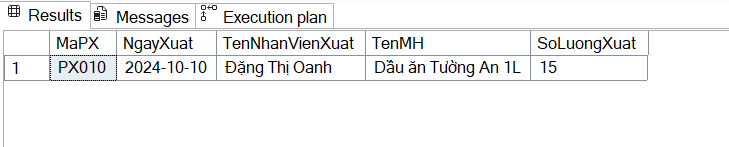 Results Messages Execution plan
MaPX NgayXuat TenNhanVienXuat TenMH SoLuongXuat
1 PX010 2024-10-10 Đặng Thị Oanh Dầu ăn Tường An 1L 15